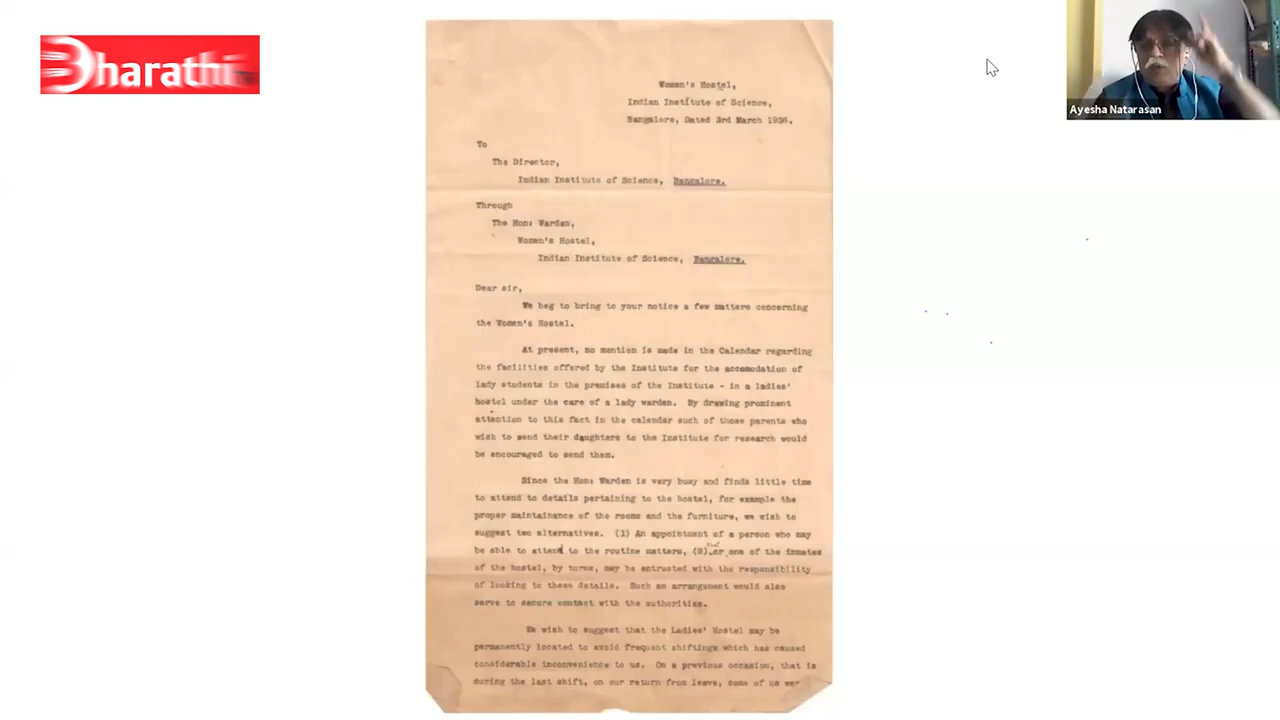 Bharathi
Ayesha Natarasan
Women's Hostel,
Indian Institute of Science,
Bangalore, Dated 3rd March 1936.
To
The Director,
Indian Institute of Science, Bangalore.
Through
The Hon: Warden,
Women's Hostel,
Indian Institute of Science, Bangalore.
Dear sir,
We beg to bring to your notice a few matters concerning
the Women's Hostel.
At present, no mention is made in the Calendar regarding
the facilities offered by the Institute for the accomodation of
lady students in the premises of the Institute - in a ladies'
hostel under the care of a lady warden. By drawing prominent
attention to this fact in the calendar such of those parents who
wish to send their daughters to the Institute for research would
be encouraged to send them.
Since the Hon: Warden is very busy and finds little time
to attend to details pertaining to the hostel, for example the
proper maintainance of the rooms and the furniture, we wish to
suggest two alternatives. (1) An appointment of a person who may
be able to attend to the routine matters, (2) or one of the inmates
of the hostel, by turns, may be entrusted with the responsibility
of looking to these details. Such an arrangement would also
serve to secure contact with the authorities.
We wish to suggest that the Ladies' Hostel may be
permanently located to avoid frequent shiftings which has caused
considerable inconvenience to us. On a previous occasion, that is
during the last shift, on our return from leave, some of us